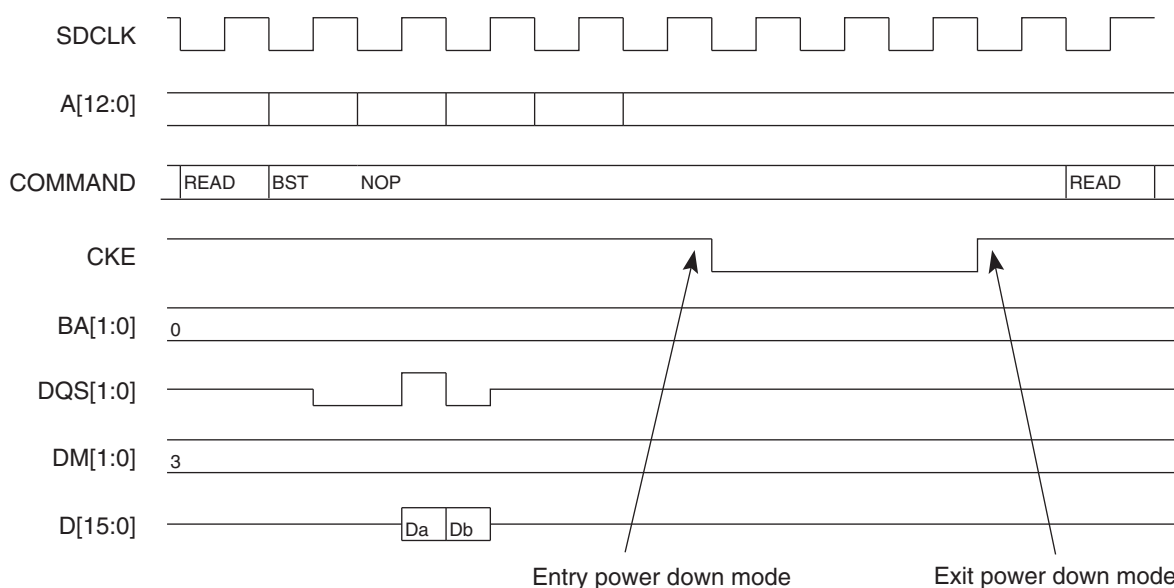 SDCLK
A[12:0]
COMMAND READ BST NOP READ
CKE
BA[1:0] 0
DQS[1:0]
DM[1:0] 3
D[15:0] Da Db
Entry power down mode Exit power down mode